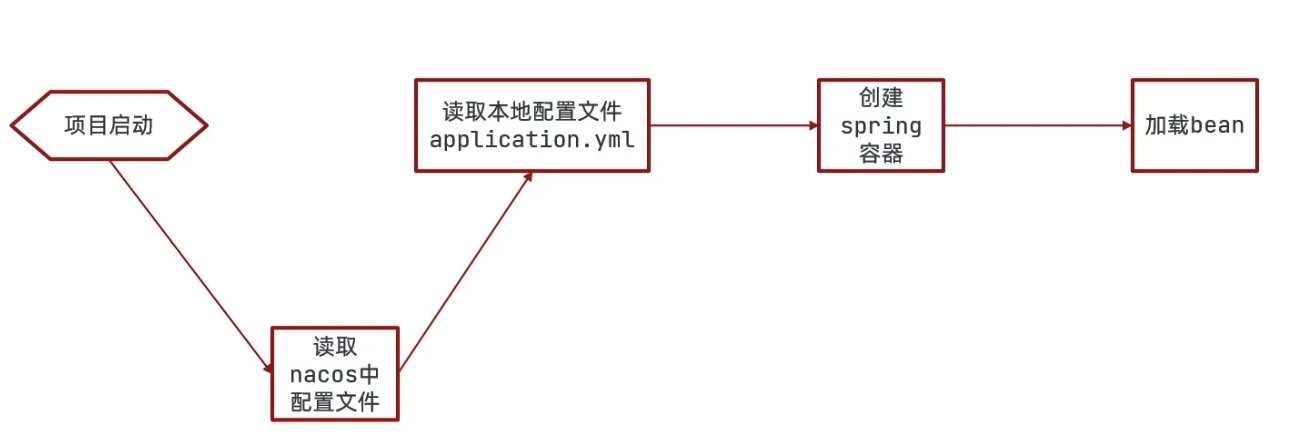 项目启动
读取本地配置文件
application.yml
创建
spring
容器
加载bean
读取
nacos中
配置文件